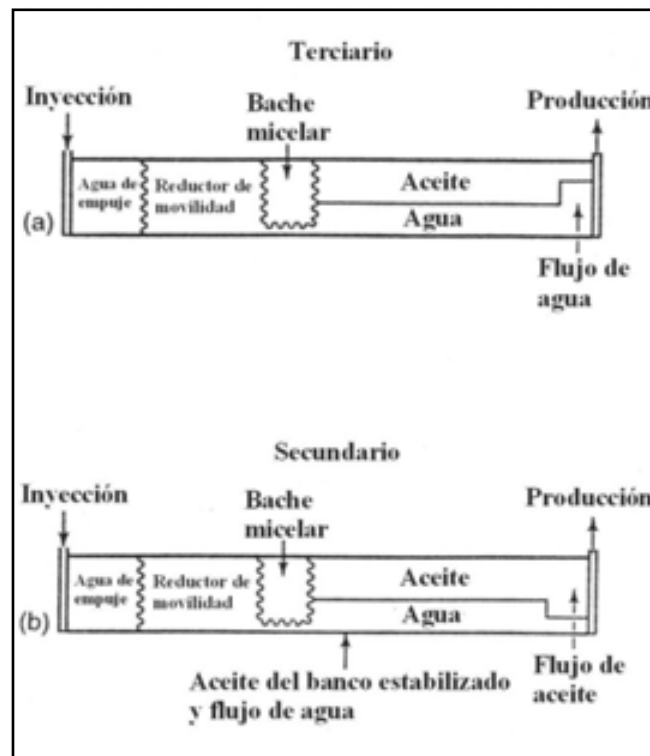 Terciario
Inyección
Bache
micelar
Producción
Agua de
empuje
Reductor de
movilidad
Aceite
Agua
(a)
Flujo de
agua
Secundario
Inyección
Bache
micelar
Producción
Agua de
empuje
Reductor de
movilidad
Aceite
Agua
(b)
Aceite del banco estabilizado
y flujo de agua
Flujo de
aceite